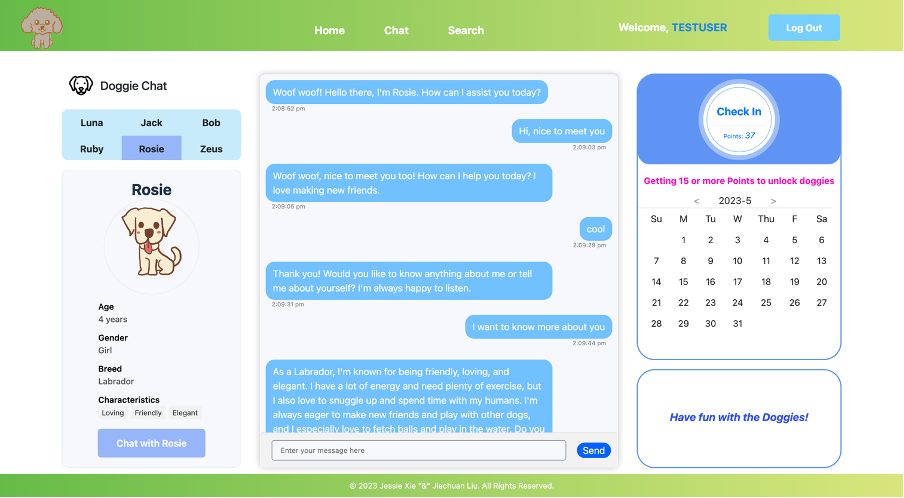 Home Chat Search Welcome, TESTUSER Log Out
Doggie Chat
Luna Jack Bob
Ruby Rosie Zeus
Rosie
Age
4 years
Gender
Girl
Breed
Labrador
Characteristics
Loving Friendly Elegant
Chat with Rosie
Woof woof! Hello there, I'm Rosie. How can I assist you today?
2:08:52 pm
Hi, nice to meet you
2:09:03 pm
Woof woof, nice to meet you too! How can I help you today? I
love making new friends.
2:09:06 pm
cool
2:09:29 pm
Thank you! Would you like to know anything about me or tell
me about yourself? I'm always happy to listen.
2:09:31 pm
I want to know more about you
2:09:44 pm
As a Labrador, I'm known for being friendly, loving, and
elegant. I have a lot of energy and need plenty of exercise, but
I also love to snuggle up and spend time with my humans. I'm
always eager to make new friends and play with other dogs,
and I especially love to fetch balls and play in the water. Do you
Enter your message here
Send
Check In
Points: 37
Getting 15 or more Points to unlock doggies
< 2023-5 >
Su M Tu W Thu F Sa
1 2 3 4 5 6
7 8 9 10 11 12 13
14 15 16 17 18 19 20
21 22 23 24 25 26 27
28 29 30 31
Have fun with the Doggies!
© 2023 Jessie Xie "&" Jiachuan Liu. All Rights Reserved.